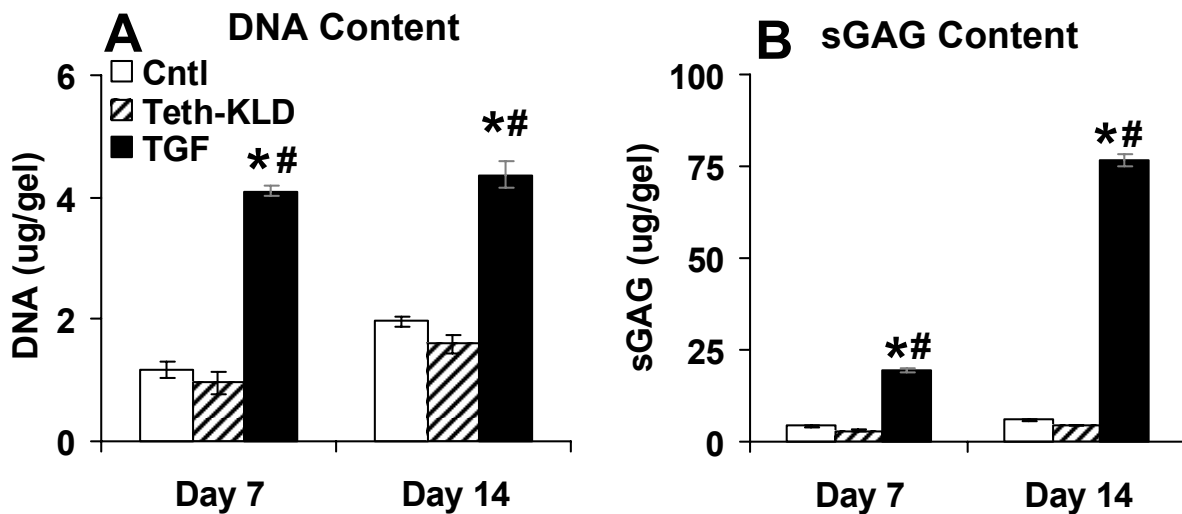 A DNA Content
Cntl
Teth-KLD
TGF
6
4
2
0
DNA (ug/gel)
*#
*#
Day 7 Day 14
B sGAG Content
100
75
50
25
0
sGAG (ug/gel)
*#
*#
Day 7 Day 14